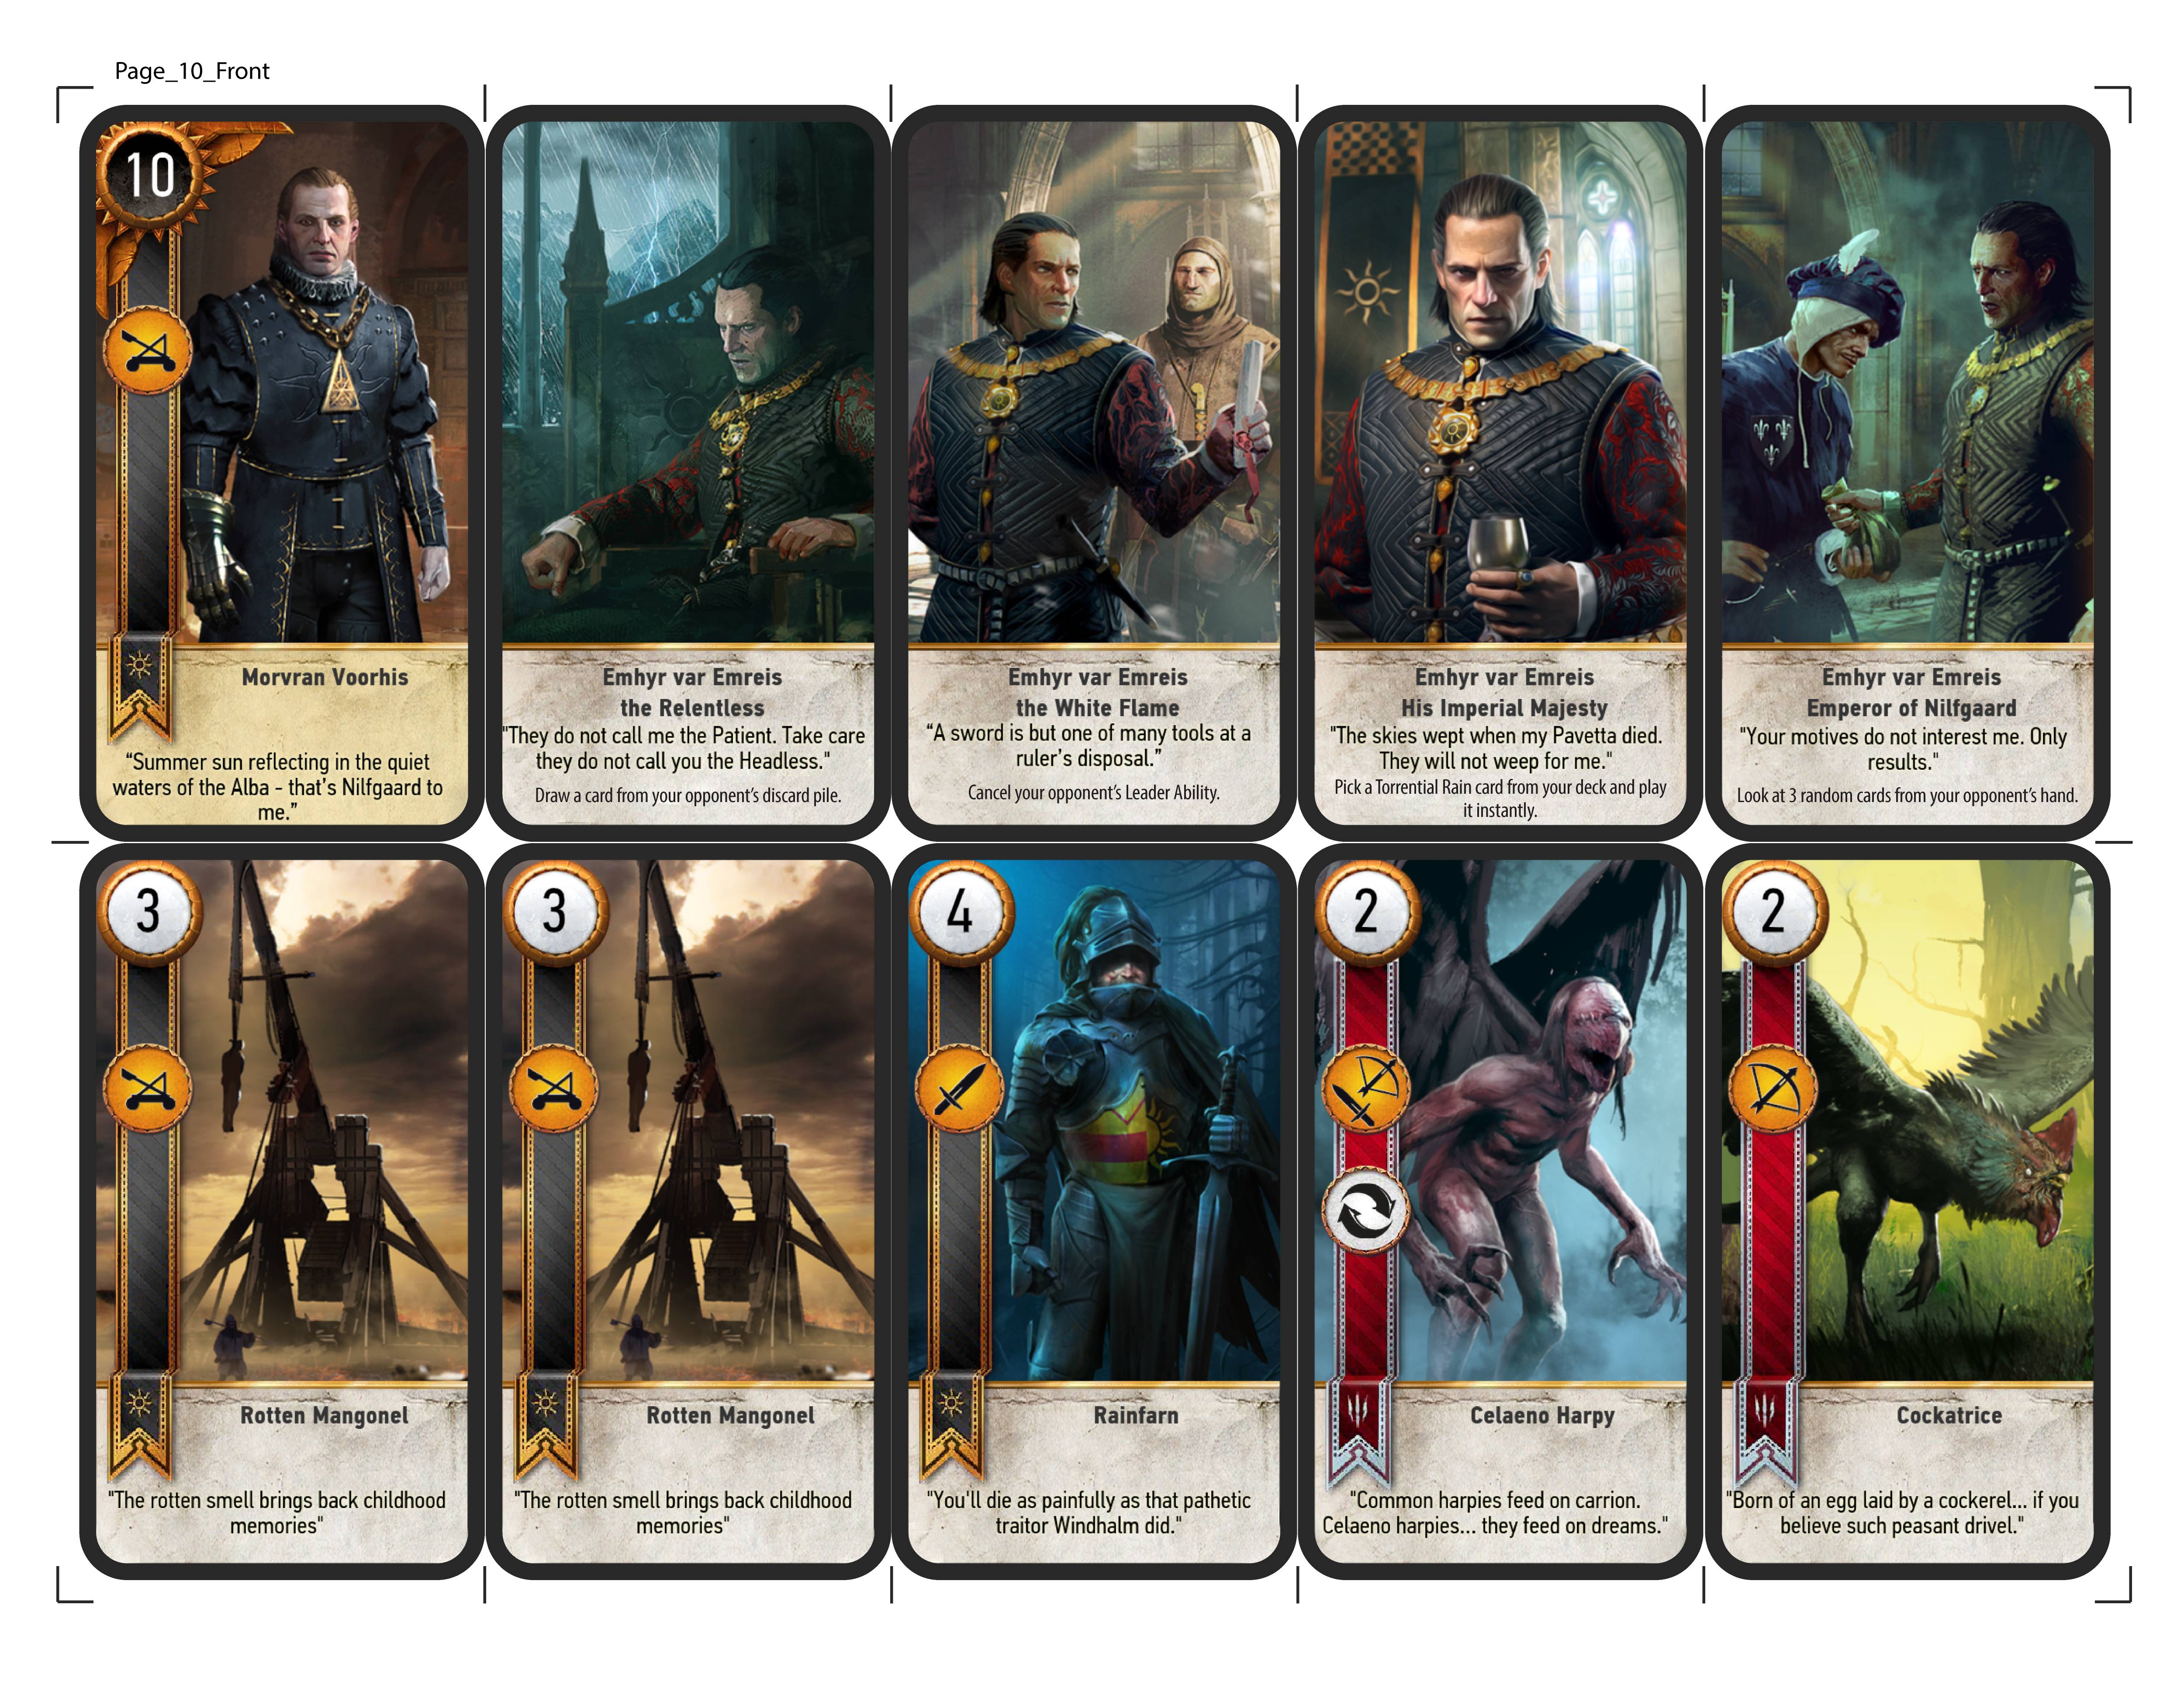 Page_10_Front
10
Morvran Voorhis
“Summer sun reflecting in the quiet
waters of the Alba - that’s Nilfgaard to
me.”
Emhyr var Emreis
the Relentless
"They do not call me the Patient. Take care
they do not call you the Headless."
Draw a card from your opponent’s discard pile.
Emhyr var Emreis
the White Flame
“A sword is but one of many tools at a
ruler’s disposal.”
Cancel your opponent’s Leader Ability.
Emhyr var Emreis
His Imperial Majesty
"The skies wept when my Pavetta died.
They will not weep for me."
Pick a Torrential Rain card from your deck and play
it instantly.
Emhyr var Emreis
Emperor of Nilfgaard
"Your motives do not interest me. Only
results."
Look at 3 random cards from your opponent’s hand.
3
Rotten Mangonel
"The rotten smell brings back childhood
memories"
3
Rotten Mangonel
"The rotten smell brings back childhood
memories"
4
Rainfarn
"You'll die as painfully as that pathetic
traitor Windhalm did."
2
Celaeno Harpy
"Common harpies feed on carrion.
Celaeno harpies... they feed on dreams."
2
Cockatrice
"Born of an egg laid by a cockerel... if you
believe such peasant drivel."